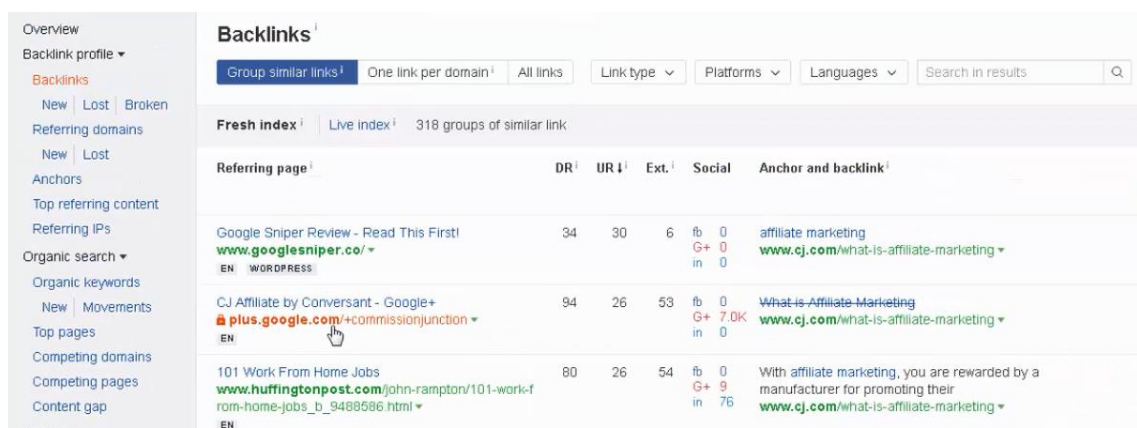 Overview
Backlink profile
Backlinks
New Lost Broken
Referring domains
New Lost
Anchors
Top referring content
Referring IPs
Organic search
Organic keywords
New Movements
Top pages
Competing domains
Competing pages
Content gap
Backlinks i
Group similar links i One link per domain i All links Link type Platforms Languages Search in results
Fresh index i Live index i 318 groups of similar link
Referring page i DR i UR ↓ i Ext. i Social Anchor and backlink i
Google Sniper Review - Read This First! 34 30 6 fb 0 affiliate marketing
www.googlesniper.co/ G+ 0 www.cj.com/what-is-affiliate-marketing
EN WORDPRESS in 0
CJ Affiliate by Conversant - Google+ 94 26 53 fb 0 What is Affiliate Marketing
plus.google.com/+commissionjunction G+ 7.0K www.cj.com/what-is-affiliate-marketing
EN in 0
101 Work From Home Jobs 80 26 54 fb 0 With affiliate marketing, you are rewarded by a
www.huffingtonpost.com/john-rampton/101-work-f G+ 9 manufacturer for promoting their
rom-home-jobs_b_9488586.html in 76 www.cj.com/what-is-affiliate-marketing
EN